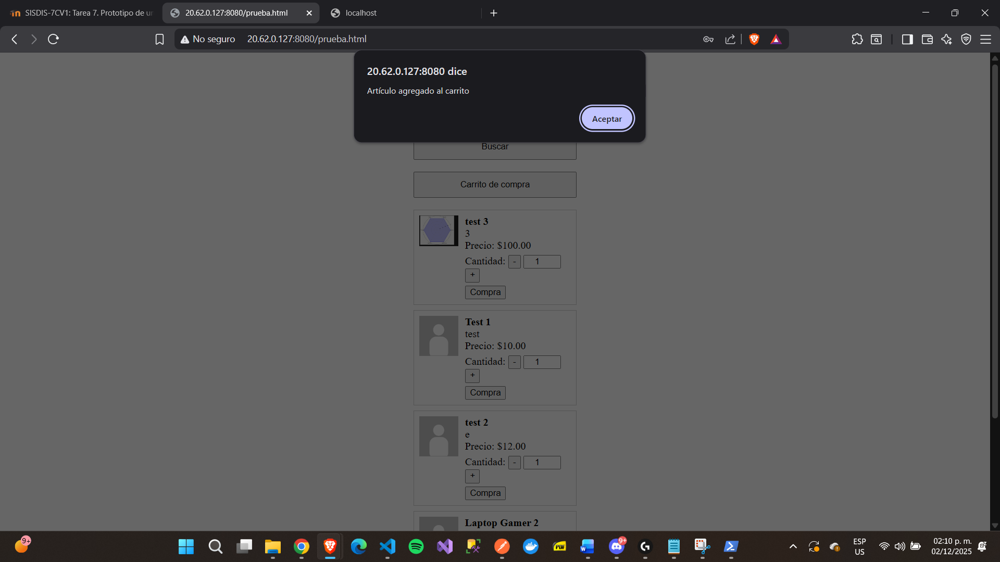 SISDIS-7CV1: Tarea 7. Prototipo de un
20.62.0.127:8080/prueba.html
localhost
No seguro
20.62.0.127:8080/prueba.html
20.62.0.127:8080 dice
Artículo agregado al carrito
Aceptar
Buscar
Carrito de compra
test 3
3
Precio: $100.00
Cantidad: - 1
+
Compra
Test 1
test
Precio: $10.00
Cantidad: - 1
+
Compra
test 2
e
Precio: $12.00
Cantidad: - 1
+
Compra
Laptop Gamer 2
9+
PDF
W
9+
ESP
US
02:10 p. m.
02/12/2025